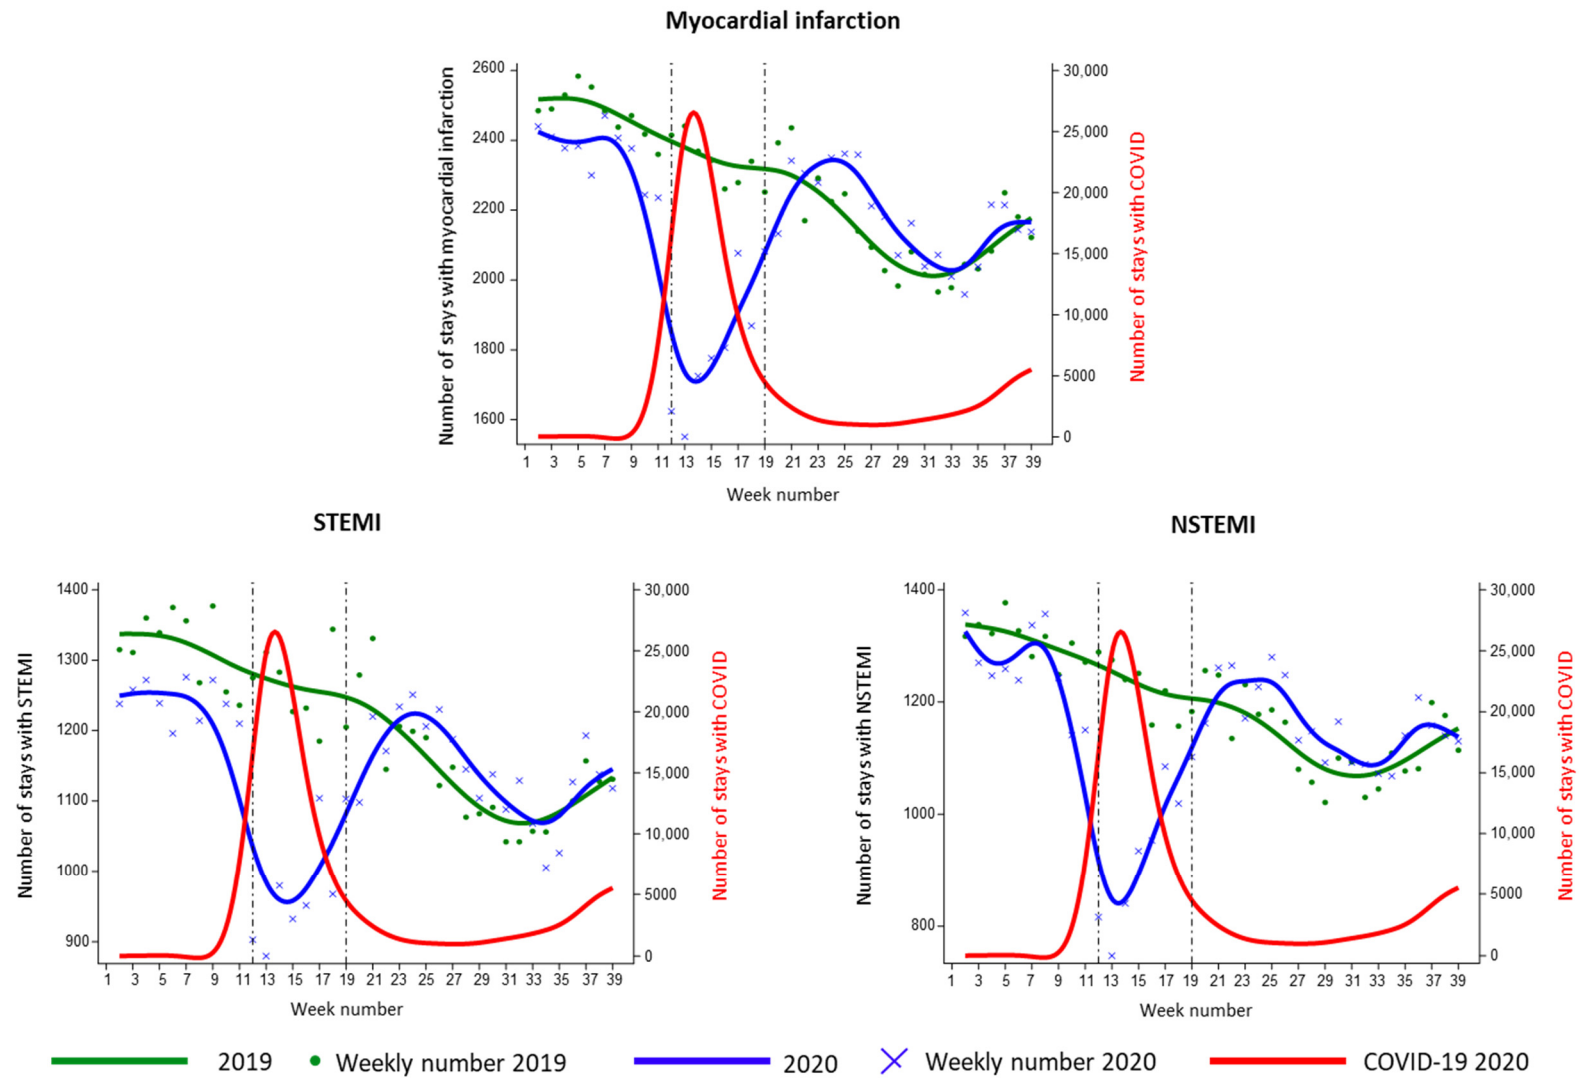 Myocardial infarction
Number of stays with myocardial infarction
2600
2400
2200
2000
1800
1600
30,000
25,000
20,000
15,000
10,000
5000
0
Number of stays with COVID
1 3 5 7 9 11 13 15 17 19 21 23 25 27 29 31 33 35 37 39
Week number
STEMI
Number of stays with STEMI
1400
1300
1200
1100
1000
900
30,000
25,000
20,000
15,000
10,000
5000
0
Number of stays with COVID
1 3 5 7 9 11 13 15 17 19 21 23 25 27 29 31 33 35 37 39
Week number
NSTEMI
Number of stays with NSTEMI
1400
1200
1000
800
30,000
25,000
20,000
15,000
10,000
5000
0
Number of stays with COVID
1 3 5 7 9 11 13 15 17 19 21 23 25 27 29 31 33 35 37 39
Week number
2019 Weekly number 2019 2020 Weekly number 2020 COVID-19 2020